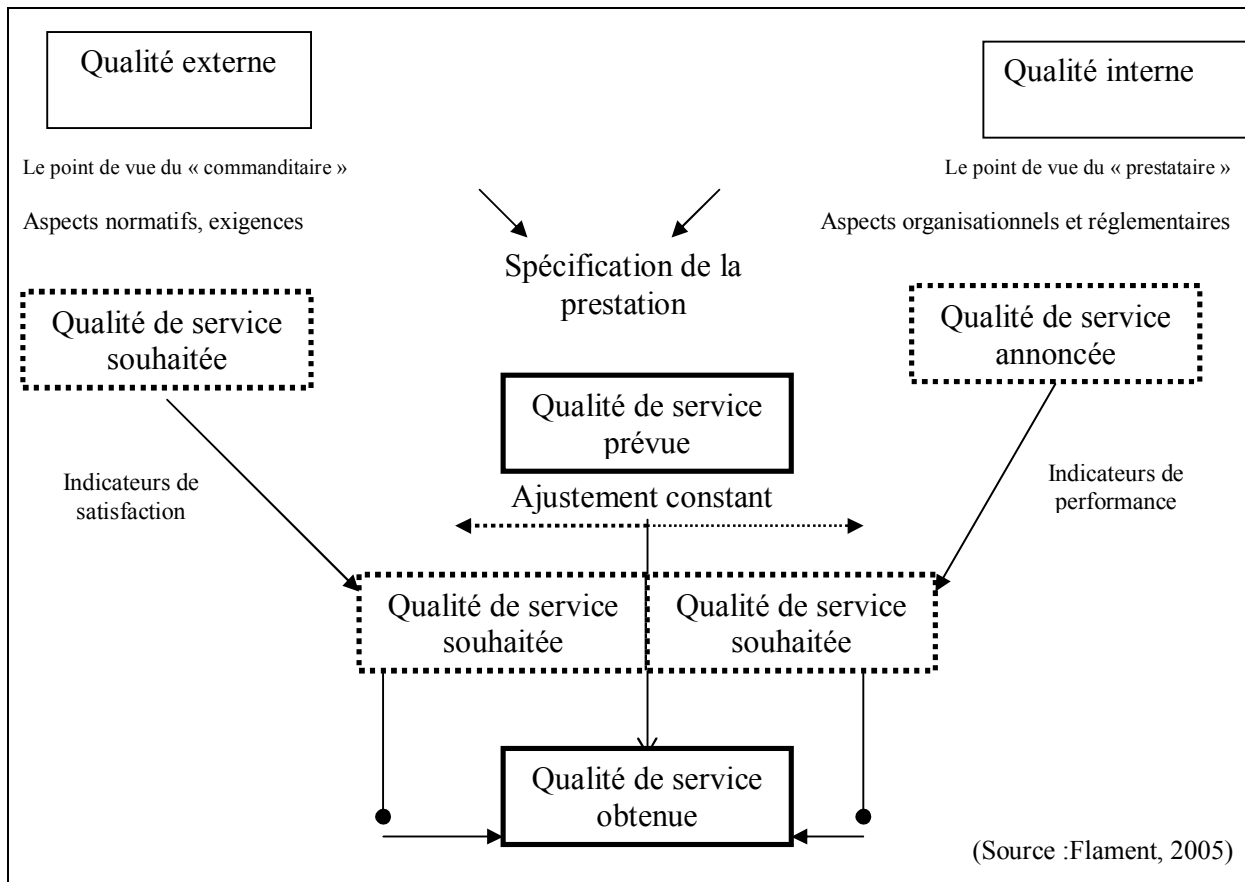 Qualité externe
Qualité interne
Le point de vue du « commanditaire »
Le point de vue du « prestataire »
Aspects normatifs, exigences
Aspects organisationnels et réglementaires
Spécification de la
prestation
Qualité de service
souhaitée
Qualité de service
annoncée
Qualité de service
prévue
Indicateurs de
satisfaction
Ajustement constant
Indicateurs de
performance
Qualité de service
souhaitée
Qualité de service
souhaitée
Qualité de service
obtenue
(Source :Flament, 2005)